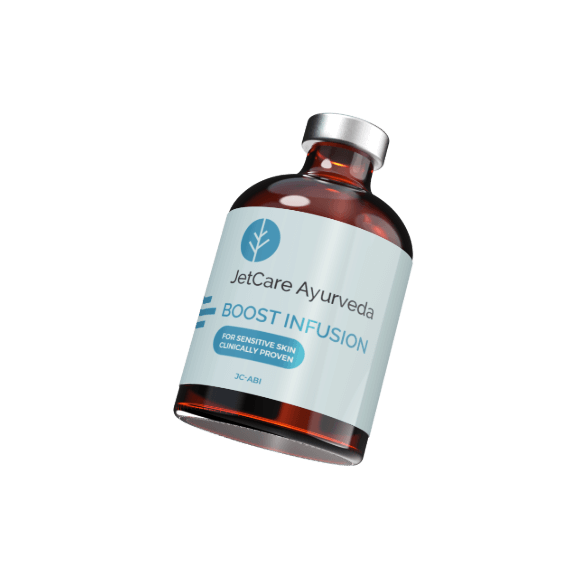 JetCare Ayurveda
BOOST INFUSION
FOR SENSITIVE SKIN
CLINICALLY PROVEN
JC-ABI